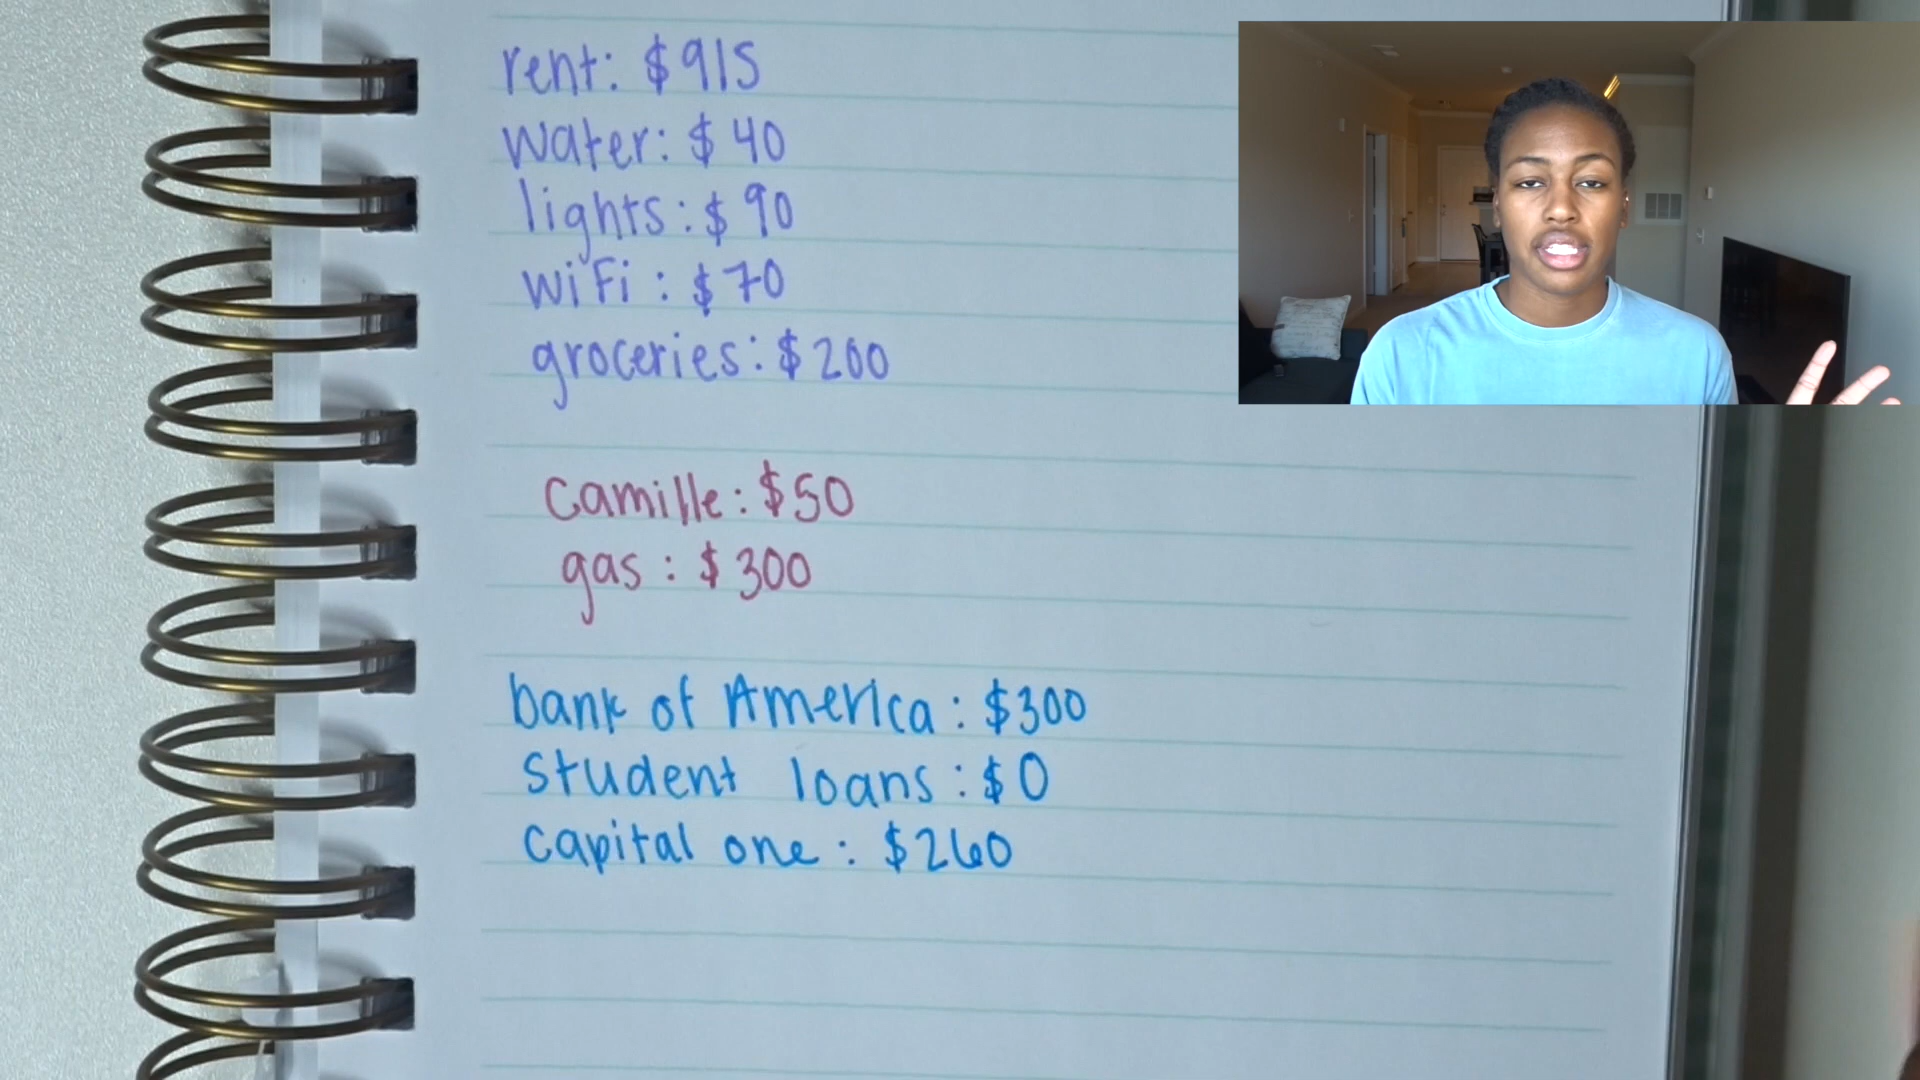 rent: $915
water: $40
lights: $90
wifi: $70
groceries: $200
Camille: $50
gas: $300
bank of America: $300
student loans: $0
capital one: $260